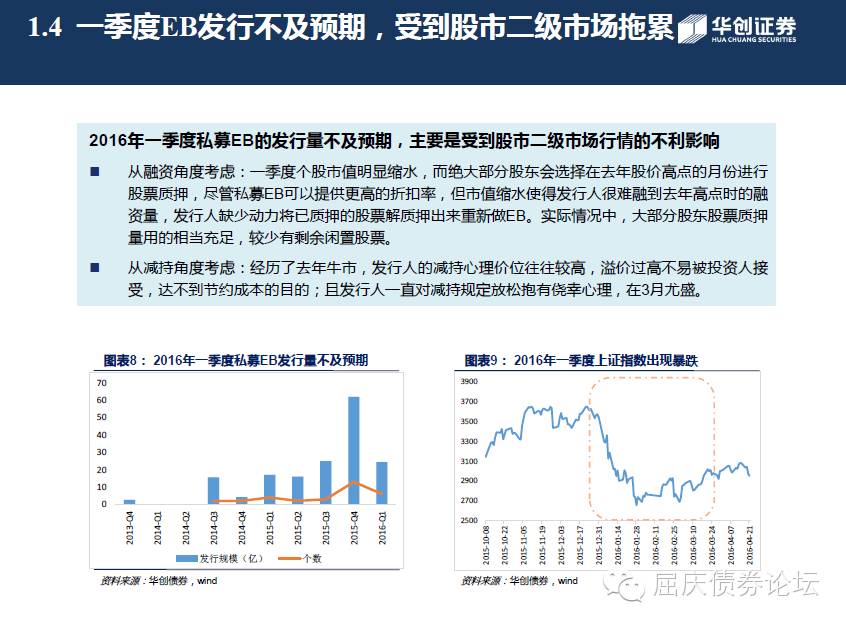 1.4 一季度EB发行不及预期，受到股市二级市场拖累
华创证券
HUA CHUANG SECURITIES
2016年一季度私募EB的发行量不及预期，主要是受到股市二级市场行情的不利影响
从融资角度考虑：一季度个股市值明显缩水，而绝大部分股东会选择在去年股价高点的月份进行
股票质押，尽管私募EB可以提供更高的折扣率，但市值缩水使得发行人很难融到去年高点时的融
资量，发行人缺少动力将已质押的股票解质押出来重新做EB。实际情况中，大部分股东股票质押
量用的相当充足，较少有剩余闲置股票。
从减持角度考虑：经历了去年牛市，发行人的减持心理价位往往较高，溢价过高不易被投资人接
受，达不到节约成本的目的；且发行人一直对减持规定放松抱有侥幸心理，在3月尤盛。
图表8： 2016年一季度私募EB发行量不及预期
70
60
50
40
30
20
10
0
2013-Q4
2014-Q1
2014-Q2
2014-Q3
2014-Q4
2015-Q1
2015-Q2
2015-Q3
2015-Q4
2016-Q1
发行规模（亿）
个数
资料来源：华创债券，wind
图表9： 2016年一季度上证指数出现暴跌
3900
3700
3500
3300
3100
2900
2700
2500
2015-10-08
2015-10-22
2015-11-05
2015-11-19
2015-12-03
2015-12-17
2015-12-31
2016-01-14
2016-01-28
2016-02-11
2016-02-25
2016-03-10
2016-03-24
2016-04-07
2016-04-21
资料来源：华创债券，wind
屈庆债券论坛